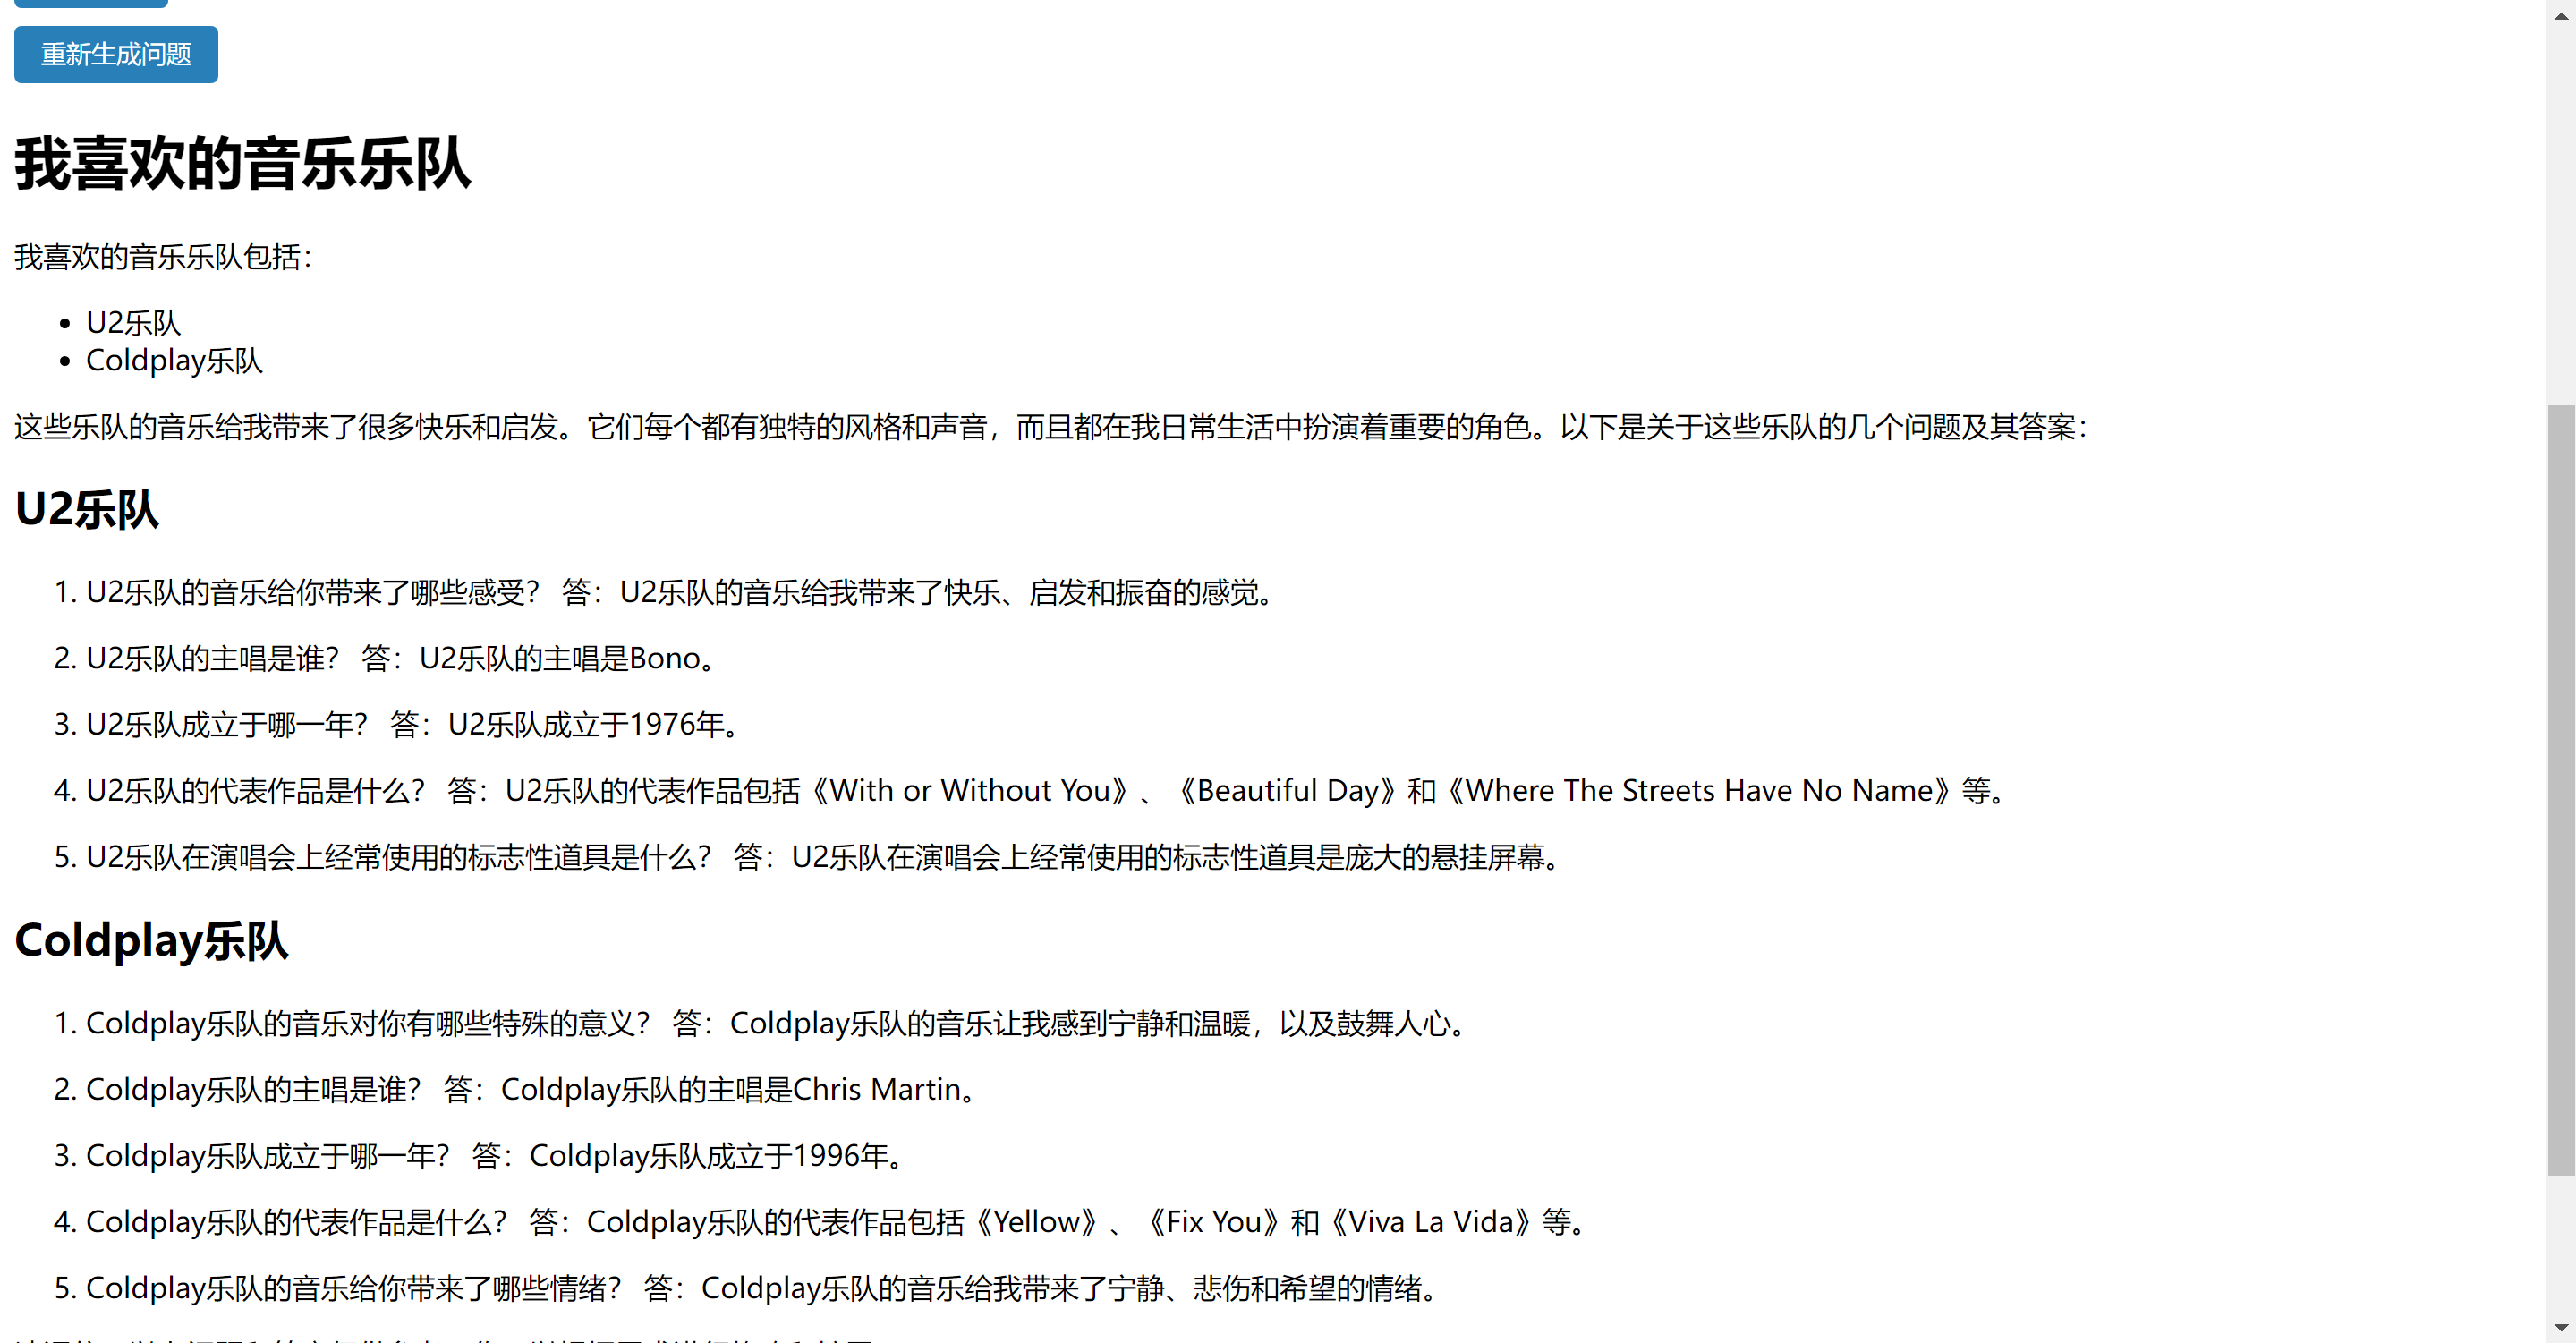 重新生成问题
我喜欢的音乐乐队
我喜欢的音乐乐队包括：
• U2乐队
• Coldplay乐队
这些乐队的音乐给我带来了很多快乐和启发。它们每个都有独特的风格和声音，而且都在我日常生活中扮演着重要的角色。以下是关于这些乐队的几个问题及其答案：
U2乐队
1. U2乐队的音乐给你带来了哪些感受？ 答：U2乐队的音乐给我带来了快乐、启发和振奋的感觉。
2. U2乐队的主唱是谁？ 答：U2乐队的主唱是Bono。
3. U2乐队成立于哪一年？ 答：U2乐队成立于1976年。
4. U2乐队的代表作品是什么？ 答：U2乐队的代表作品包括《With or Without You》、《Beautiful Day》和《Where The Streets Have No Name》等。
5. U2乐队在演唱会上经常使用的标志性道具是什么？ 答：U2乐队在演唱会上经常使用的标志性道具是庞大的悬挂屏幕。
Coldplay乐队
1. Coldplay乐队的音乐对你有哪些特殊的意义？ 答：Coldplay乐队的音乐让我感到宁静和温暖，以及鼓舞人心。
2. Coldplay乐队的主唱是谁？ 答：Coldplay乐队的主唱是Chris Martin。
3. Coldplay乐队成立于哪一年？ 答：Coldplay乐队成立于1996年。
4. Coldplay乐队的代表作品是什么？ 答：Coldplay乐队的代表作品包括《Yellow》、《Fix You》和《Viva La Vida》等。
5. Coldplay乐队的音乐给你带来了哪些情绪？ 答：Coldplay乐队的音乐给我带来了宁静、悲伤和希望的情绪。